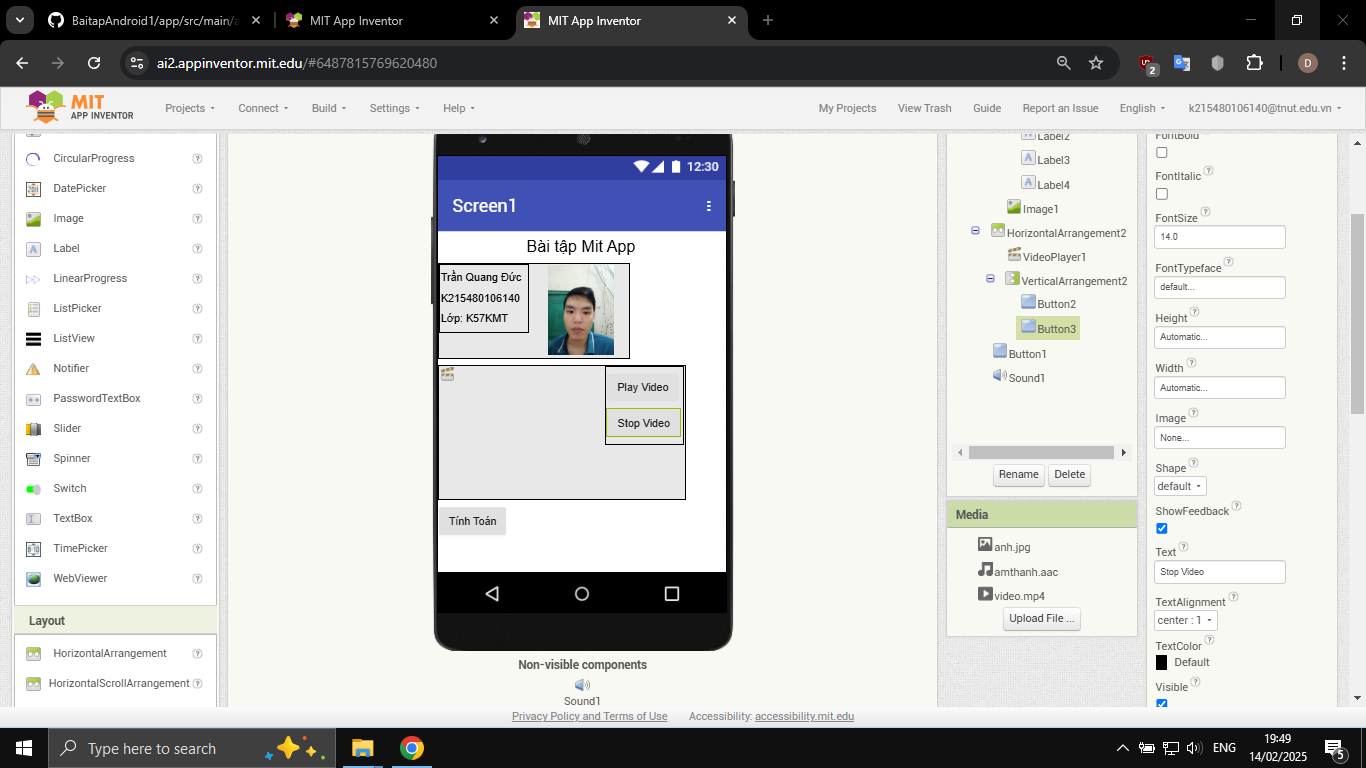 BaitapAndroid1/app/src/main/a
MIT App Inventor
MIT App Inventor
ai2.appinventor.mit.edu/#6487815769620480
2
D
MIT
APP INVENTOR
Projects
Connect
Build
Settings
Help
My Projects
View Trash
Guide
Report an Issue
English
k215480106140@tnut.edu.vn
CircularProgress
DatePicker
Image
Label
LinearProgress
ListPicker
ListView
Notifier
PasswordTextBox
Slider
Spinner
Switch
TextBox
TimePicker
WebViewer
Layout
HorizontalArrangement
HorizontalScrollArrangement
12:30
Screen1
Bài tập Mit App
Trần Quang Đức
K215480106140
Lớp: K57KMT
Play Video
Stop Video
Tính Toán
Non-visible components
Sound1
Label2
Label3
Label4
Image1
HorizontalArrangement2
VideoPlayer1
VerticalArrangement2
Button2
Button3
Button1
Sound1
Rename
Delete
Media
anh.jpg
amthanh.aac
video.mp4
Upload File ...
FontBold
FontItalic
FontSize
14.0
FontTypeface
default...
Height
Automatic...
Width
Automatic...
Image
None...
Shape
default
ShowFeedback
Text
Stop Video
TextAlignment
center : 1
TextColor
Default
Visible
Privacy Policy and Terms of Use
Accessibility: accessibility.mit.edu
Type here to search
ENG
19:49
14/02/2025
5